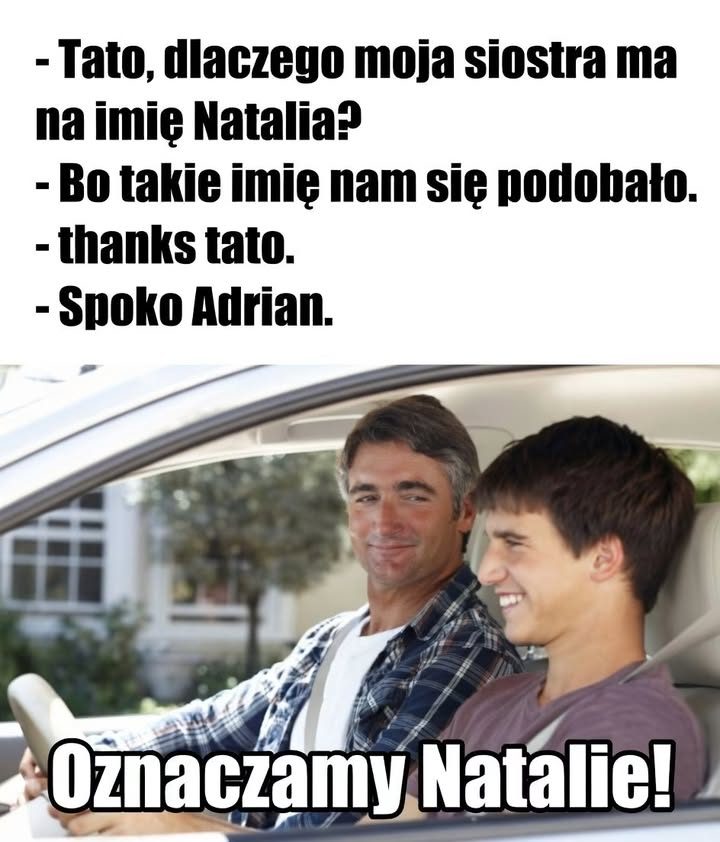 - Tato, dlaczego moja siostra ma
na imię Natalia?
- Bo takie imię nam się podobało.
- thanks tato.
- Spoko Adrian.
Oznaczamy Natalie!